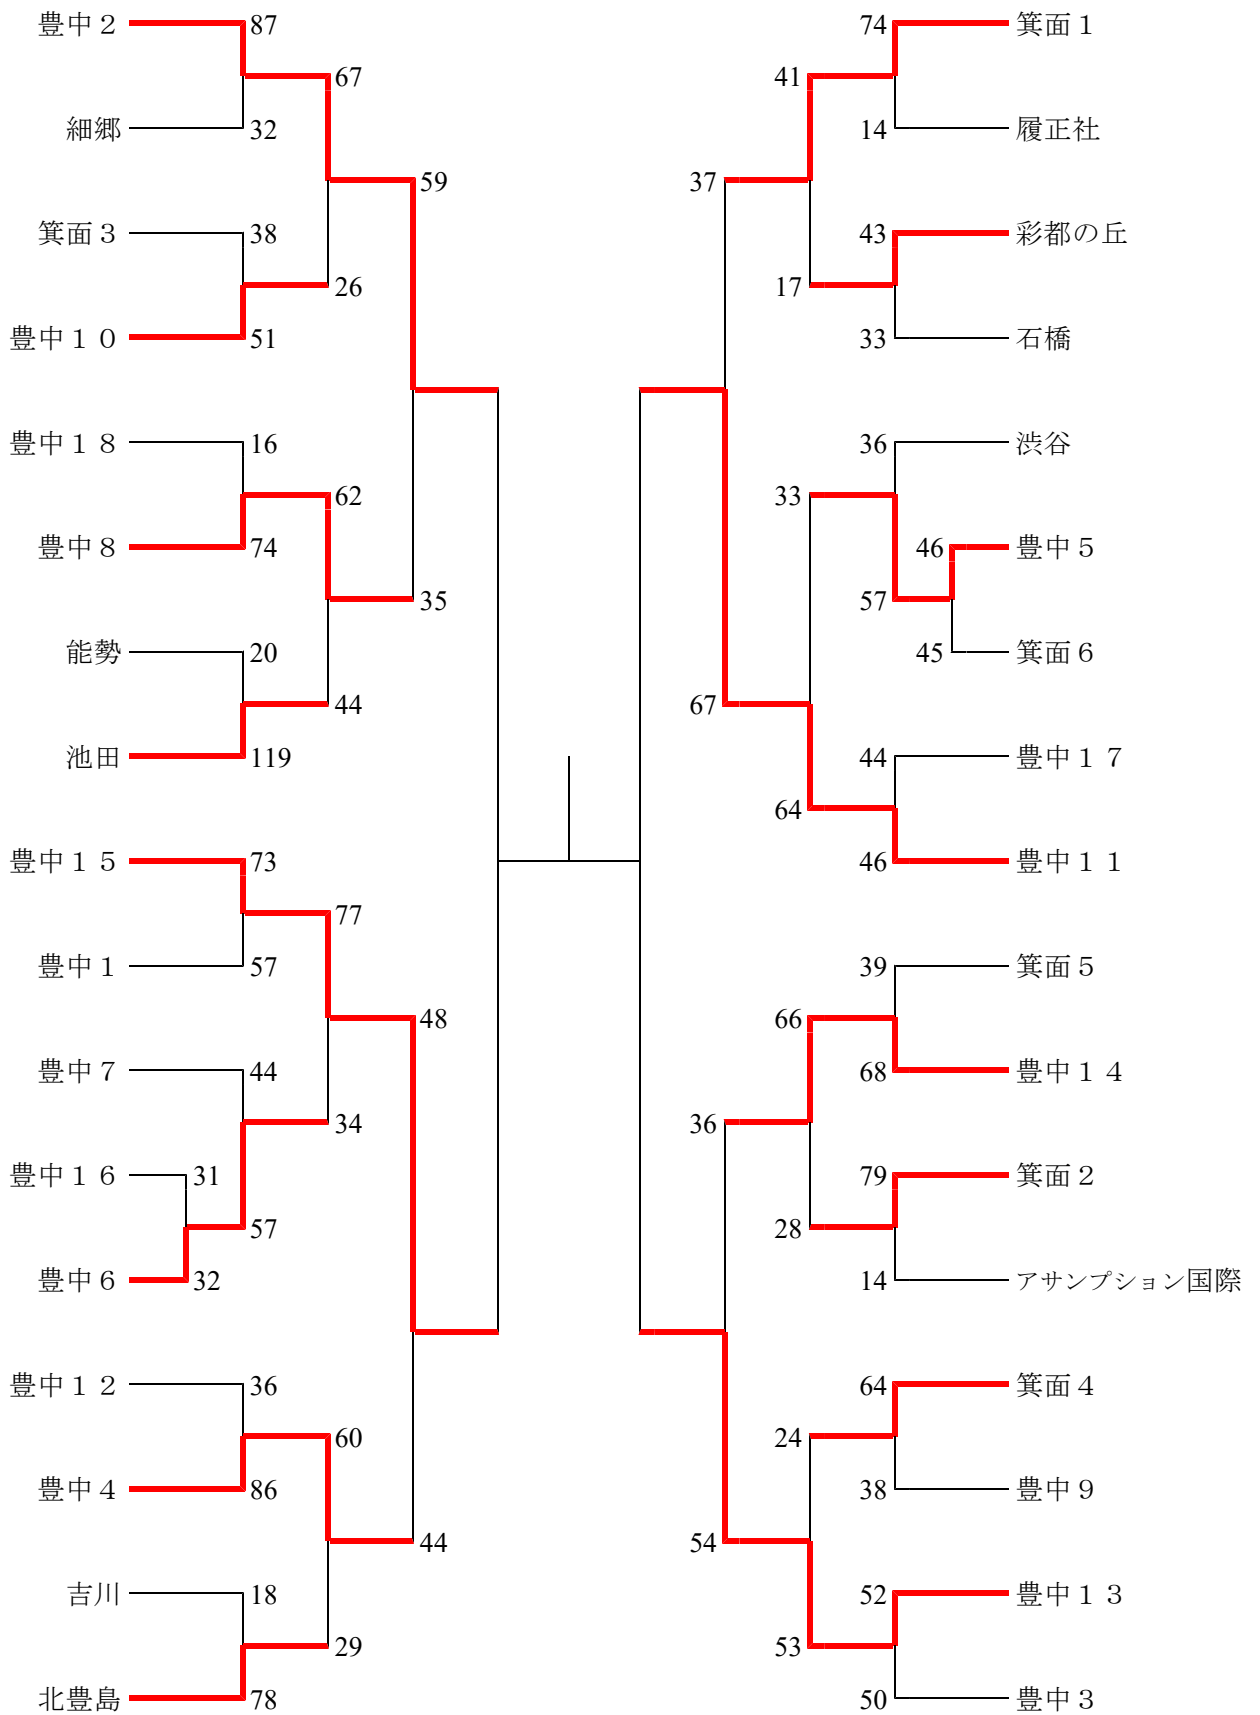 豊中２ 87 74 箕面１
67 41
細郷 32 14 履正社
59 37
箕面３ 38 43 彩都の丘
26 17
豊中１０ 51 33 石橋
豊中１８ 16 36 渋谷
62 33
豊中８ 74 46 豊中５
35 57
能勢 20 45 箕面６
44 67
池田 119 44 豊中１７
64
豊中１５ 73 46 豊中１１
77
豊中１ 57 39 箕面５
48 66
豊中７ 44 68 豊中１４
34 36
豊中１６ 31 79 箕面２
57 28
豊中６ 32 14 アサンプション国際
豊中１２ 36 64 箕面４
60 24
豊中４ 86 38 豊中９
44 54
吉川 18 52 豊中１３
29 53
北豊島 78 50 豊中３